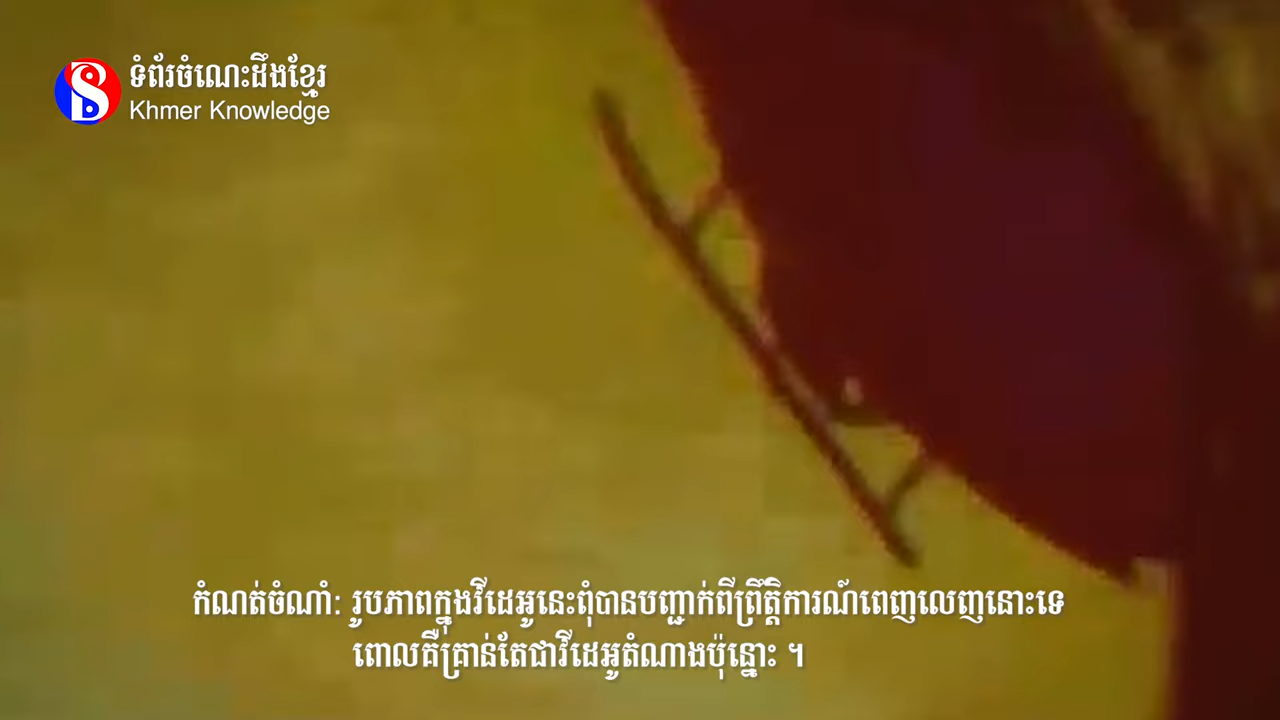 ទំព័រចំណេះដឹងខ្មែរ
Khmer Knowledge
កំណត់ចំណាំ: រូបភាពក្នុងវីដេអូនេះពុំបានបញ្ជាក់ពីព្រឹត្តិការណ៍ពេញលេញនោះទេ
ពោលគឺគ្រាន់តែជាវីដេអូតំណាងប៉ុន្នោះ ។